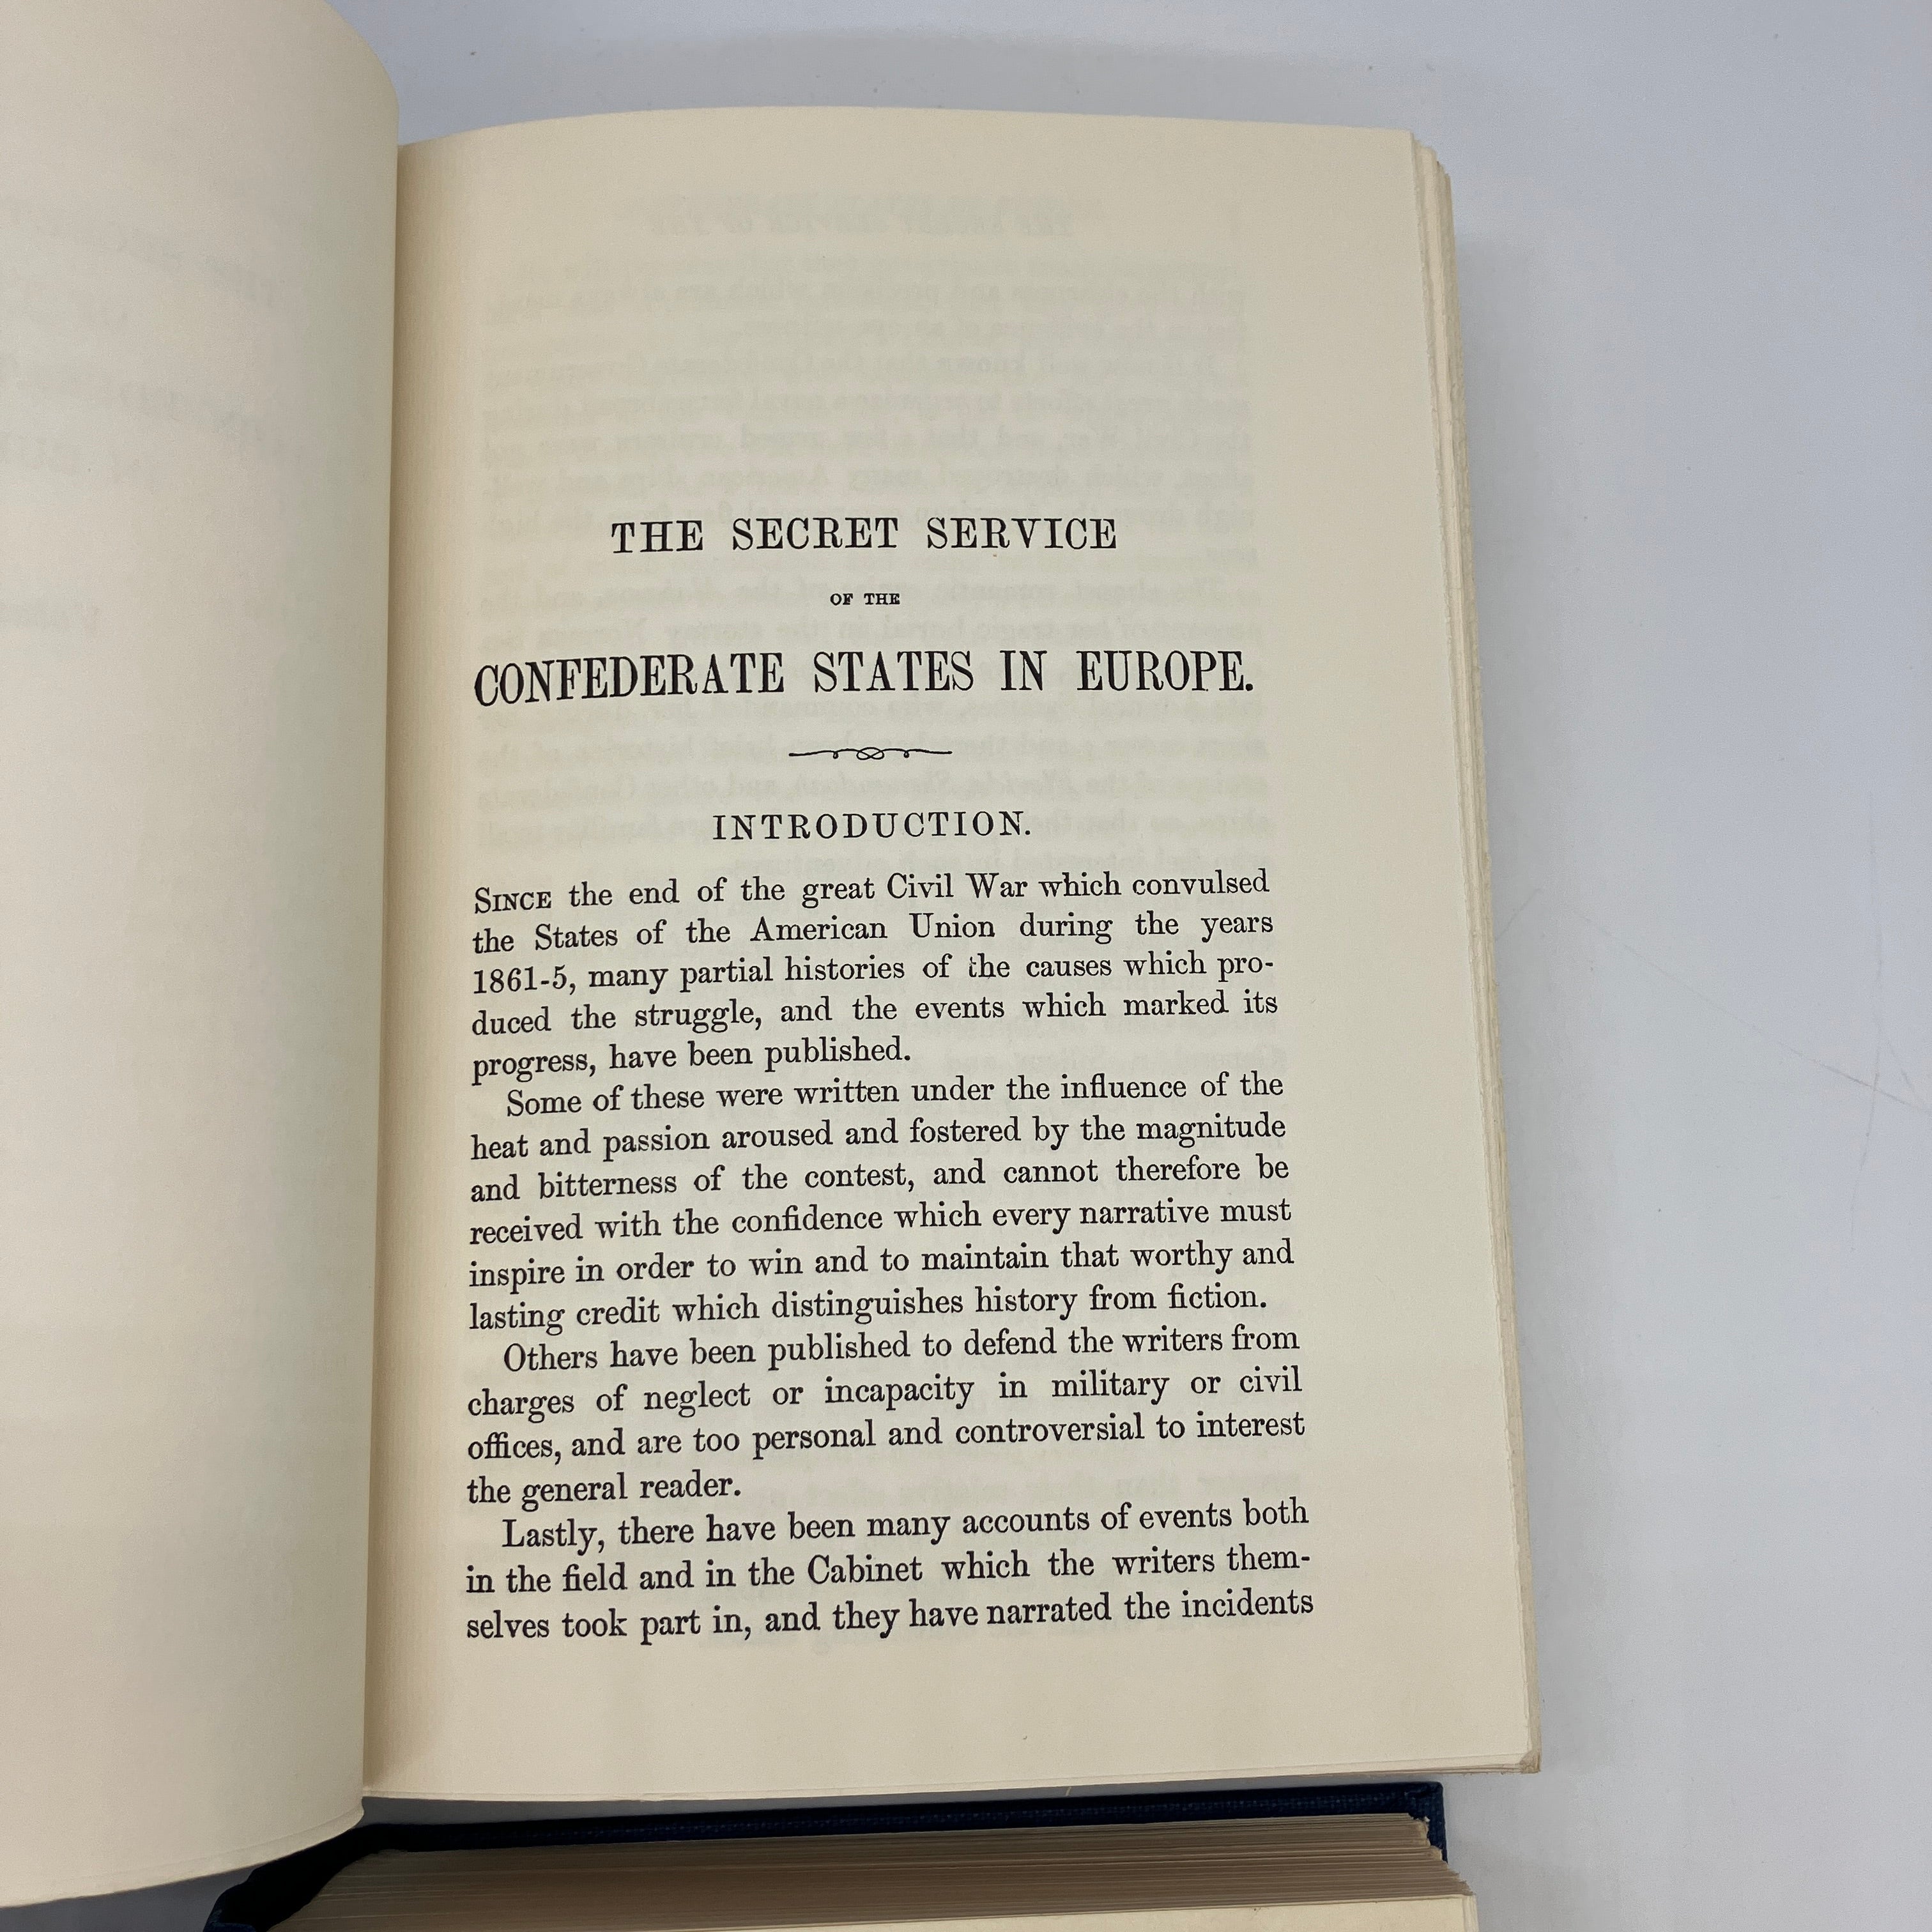 THE SECRET SERVICE
OF THE
CONFEDERATE STATES IN EUROPE.
INTRODUCTION.
SINCE the end of the great Civil War which convulsed
the States of the American Union during the years
1861-5, many partial histories of the causes which pro-
duced the struggle, and the events which marked its
progress, have been published.
Some of these were written under the influence of the
heat and passion aroused and fostered by the magnitude
and bitterness of the contest, and cannot therefore be
received with the confidence which every narrative must
inspire in order to win and to maintain that worthy and
lasting credit which distinguishes history from fiction.
Others have been published to defend the writers from
charges of neglect or incapacity in military or civil
offices, and are too personal and controversial to interest
the general reader.
Lastly, there have been many accounts of events both
in the field and in the Cabinet which the writers them-
selves took part in, and they have narrated the incidents